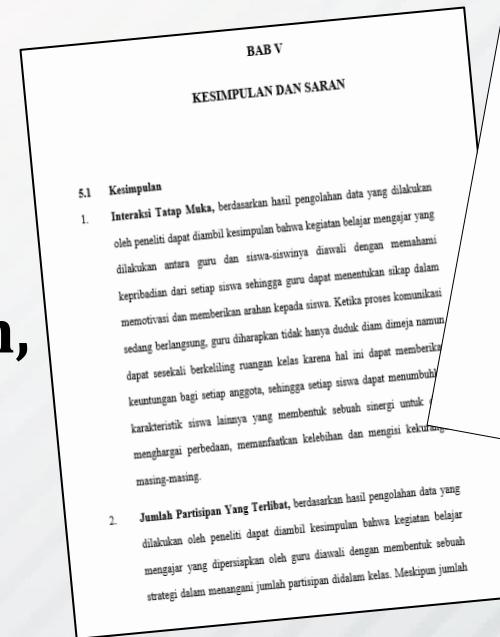 n,
BAB V
KESIMPULAN DAN SARAN
5.1 Kesimpulan
1. Interaksi Tatap Muka, berdasarkan hasil pengolahan data yang dilakukan
oleh peneliti dapat diambil kesimpulan bahwa kegiatan belajar mengajar yang
dilakukan antara guru dan siswa-siswinya diawali dengan memahami
kepribadian dari setiap siswa sehingga guru dapat menentukan sikap dalam
memotivasi dan memberikan arahan kepada siswa. Ketika proses komunikasi
sedang berlangsung, guru diharapkan tidak hanya duduk diam dimeja namun
dapat sesekali berkeliling ruangan kelas karena hal ini dapat memberika
keuntungan bagi setiap anggota, sehingga setiap siswa dapat menumbuhk
karakteristik siswa lainnya yang membentuk sebuah sinergi untuk
menghargai perbedaan, memanfaatkan kelebihan dan mengisi kekurang
masing-masing.
2. Jumlah Partisipan Yang Terlibat, berdasarkan hasil pengolahan data yang
dilakukan oleh peneliti dapat diambil kesimpulan bahwa kegiatan belajar
mengajar yang dipersiapkan oleh guru diawali dengan membentuk sebuah
strategi dalam menangani jumlah partisipan didalam kelas. Meskipun jumlah